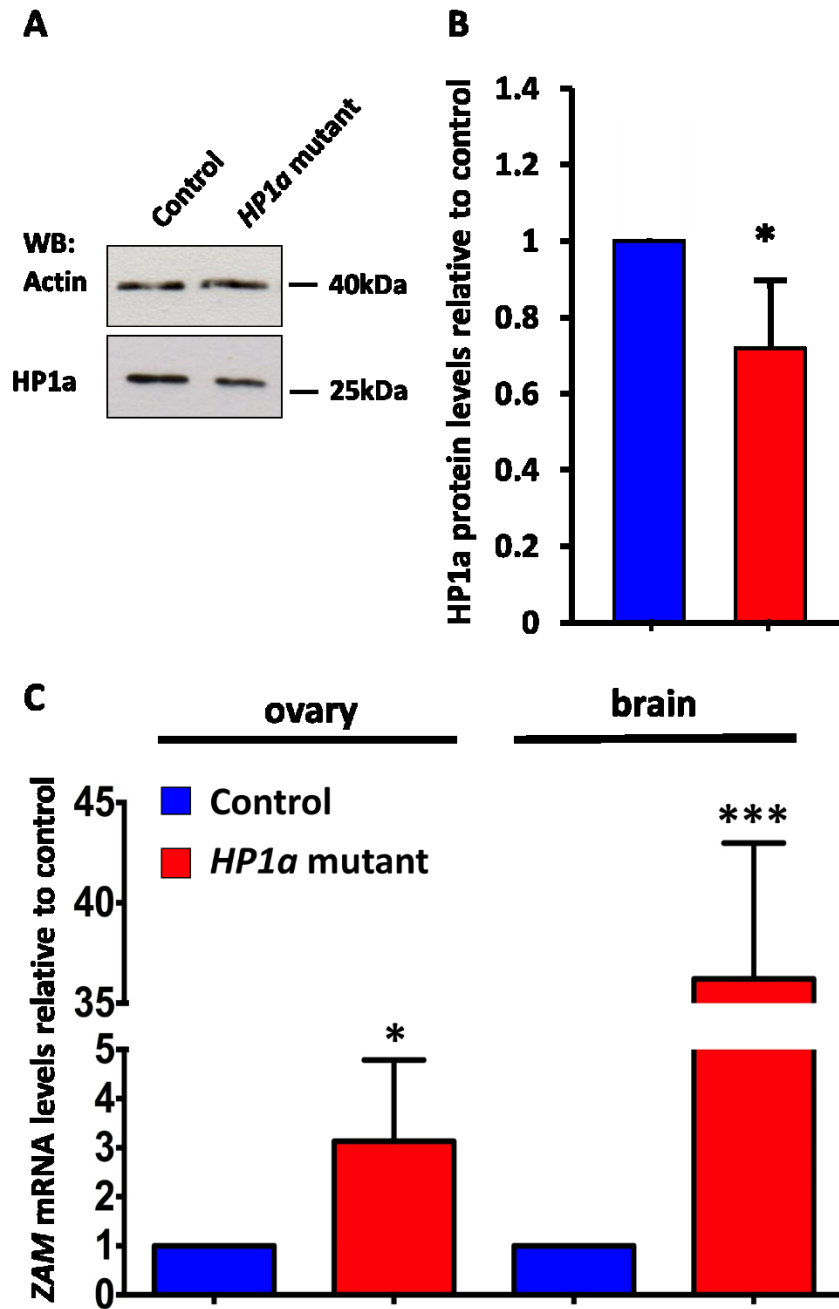 A
Control
HP1a mutant
WB:
Actin
40kDa
HP1a
25kDa
B
HP1a protein levels relative to control
1.4
1.2
1
0.8
0.6
0.4
0.2
0
*
C
ovary
brain
ZAM mRNA levels relative to control
45
40
35
5
4
3
2
1
0
Control
HP1a mutant
*
***